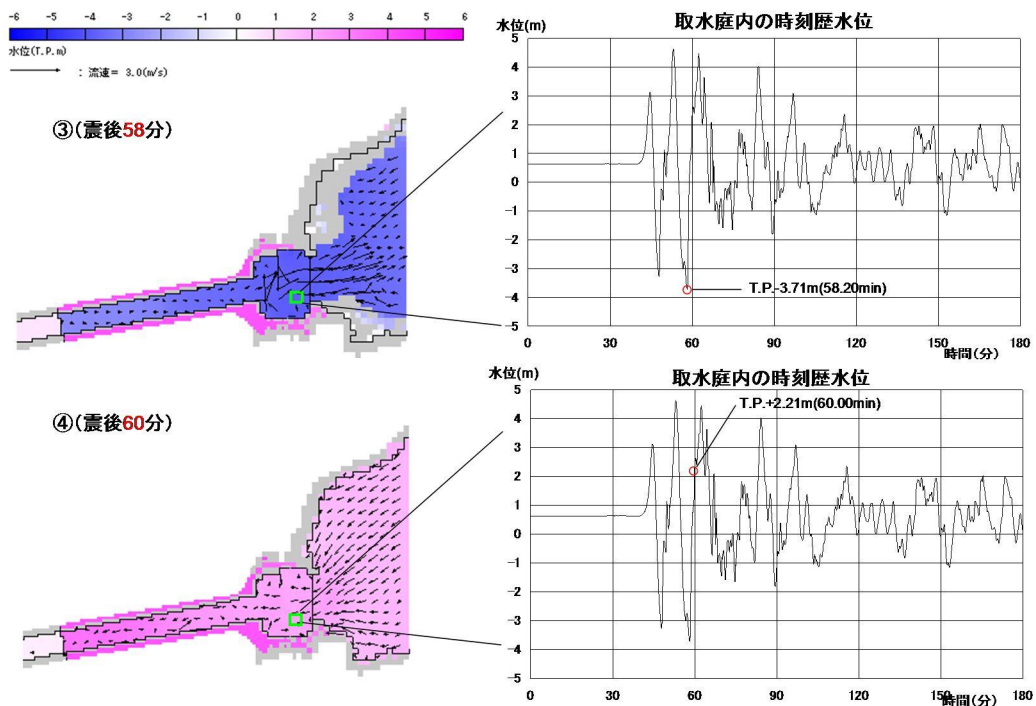 -6 -5 -4 -3 -2 -1 0 1 2 3 4 5 6
水位(T.P.m)
: 流速= 3.0(m/s)
③(震後58分)
取水庭内の時刻歴水位
水位(m)
5
4
3
2
1
0
-1
-2
-3
-4
-5
T.P.-3.71m(58.20min)
0 30 60 90 120 150 180
時間(分)
④(震後60分)
取水庭内の時刻歴水位
水位(m)
T.P.+2.21m(60.00min)
5
4
3
2
1
0
-1
-2
-3
-4
-5
0 30 60 90 120 150 180
時間(分)